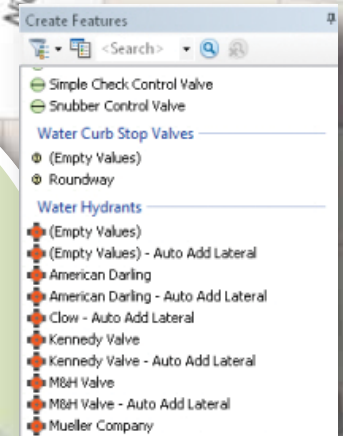 Create Features
<Search>
Simple Check Control Valve
Snubber Control Valve
Water Curb Stop Valves
(Empty Values)
Roundway
Water Hydrants
(Empty Values)
(Empty Values) - Auto Add Lateral
American Darling
American Darling - Auto Add Lateral
Clow - Auto Add Lateral
Kennedy Valve
Kennedy Valve - Auto Add Lateral
M&H Valve
M&H Valve - Auto Add Lateral
Mueller Company